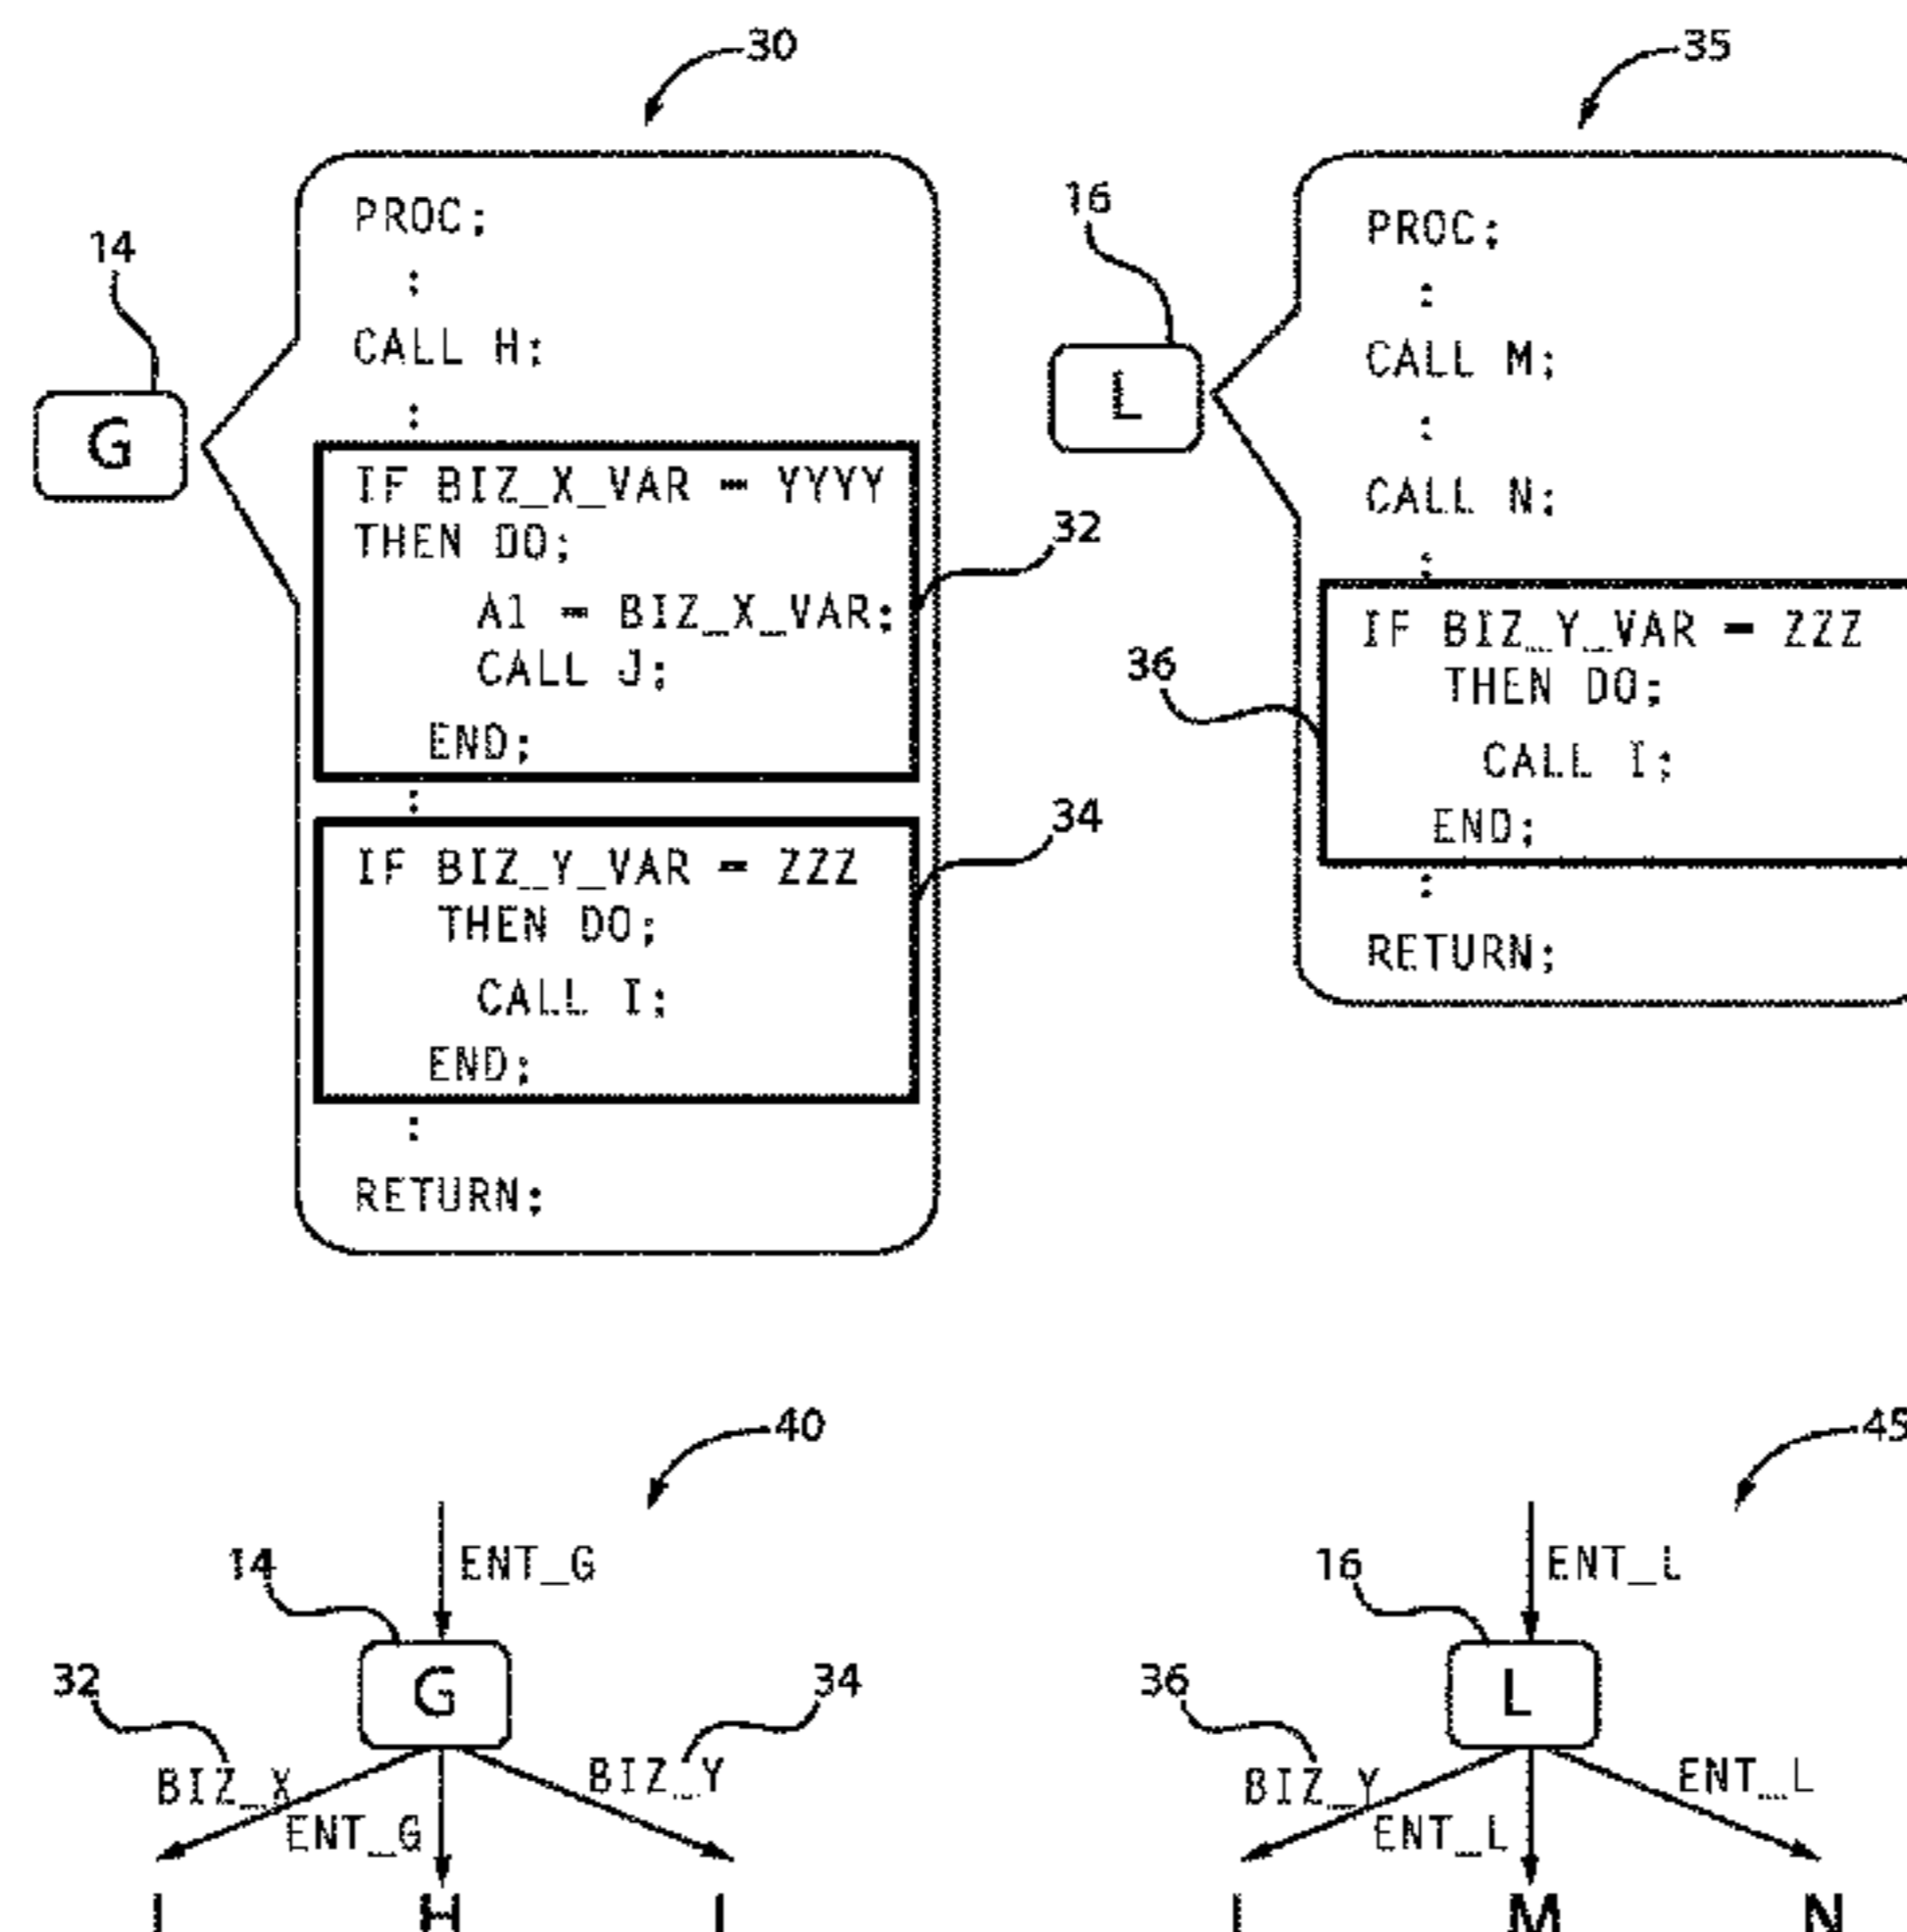 30
14
G
PROC;
:
CALL H;
:
IF BIZ_X_VAR = YYYY
THEN DO;
A1 = BIZ_X_VAR;
CALL J;
END;
32
:
IF BIZ_Y_VAR = ZZZ
THEN DO;
CALL I;
END;
34
:
RETURN;
35
16
L
PROC;
:
CALL M;
:
CALL N;
:
IF BIZ_Y_VAR = ZZZ
THEN DO;
CALL I;
END;
36
:
RETURN;
40
ENT_G
14
G
32
34
BIZ_X
ENT_G
BIZ_Y
H
I
45
ENT_L
16
L
36
BIZ_Y
ENT_L
ENT_L
I
M
N